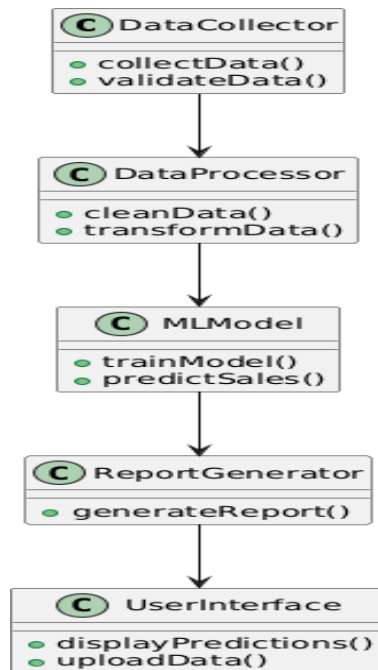 C DataCollector
collectData()
validateData()
C DataProcessor
cleanData()
transformData()
C MLModel
trainModel()
predictSales()
C ReportGenerator
generateReport()
C UserInterface
displayPredictions()
uploadData()